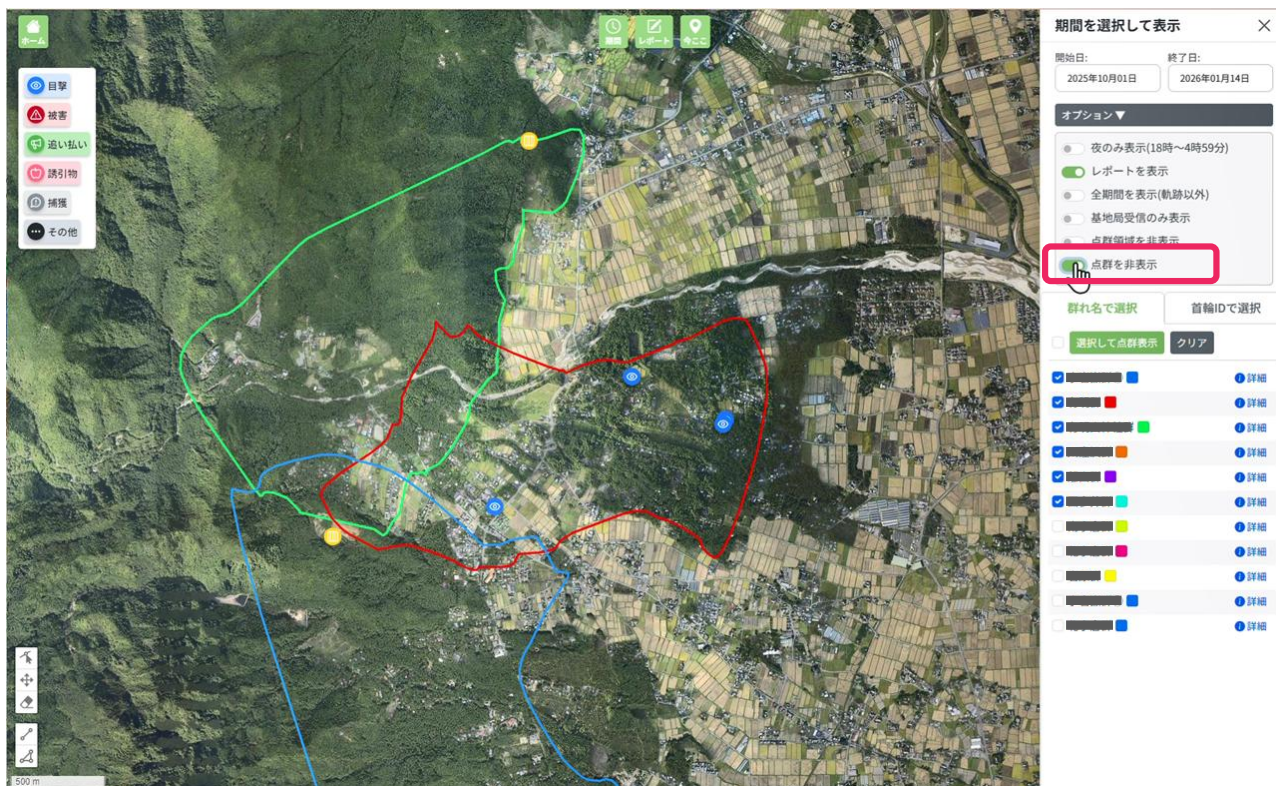 ホーム
期間
レポート
今ここ
目撃
被害
追い払い
誘引物
捕獲
その他
500 m
期間を選択して表示
開始日:
終了日:
2025年10月01日
2026年01月14日
オプション▼
夜のみ表示(18時〜4時59分)
レポートを表示
全期間を表示(軌跡以外)
基地局受信のみ表示
点群領域を非表示
点群を非表示
群れ名で選択
首輪IDで選択
選択して点群表示
クリア
詳細
詳細
詳細
詳細
詳細
詳細
詳細
詳細
詳細
詳細
詳細